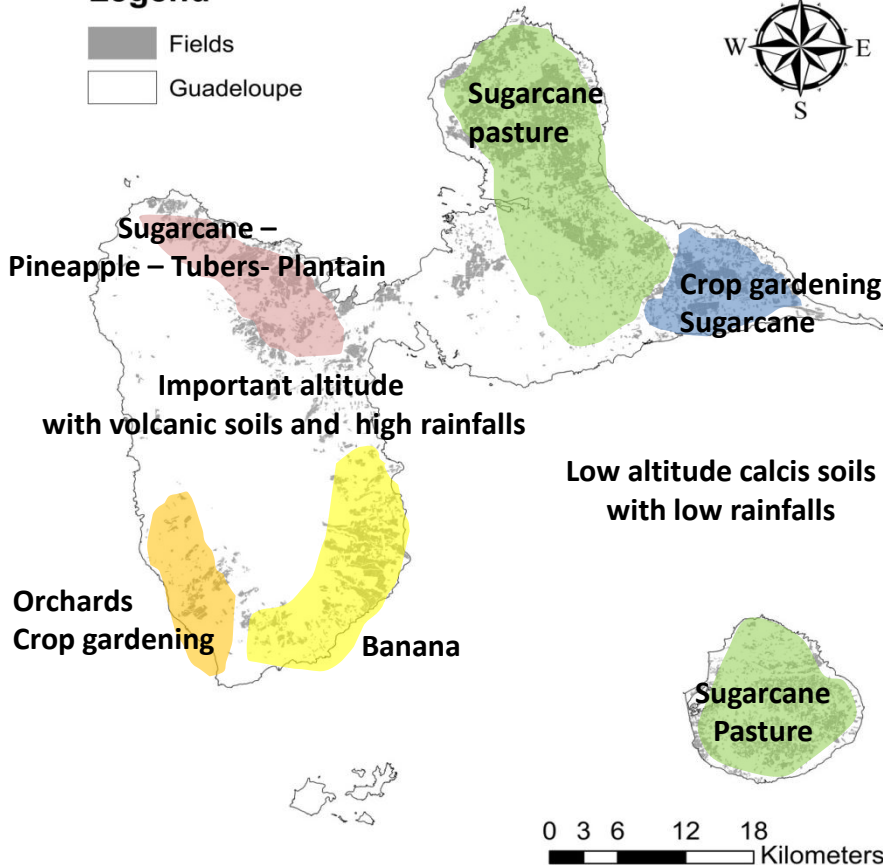 Legend
Fields
Guadeloupe
W E
S
Sugarcane
pasture
Sugarcane –
Pineapple – Tubers- Plantain
Crop gardening
Sugarcane
Important altitude
with volcanic soils and high rainfalls
Low altitude calcis soils
with low rainfalls
Orchards
Crop gardening
Banana
Sugarcane
Pasture
0 3 6 12 18
Kilometers